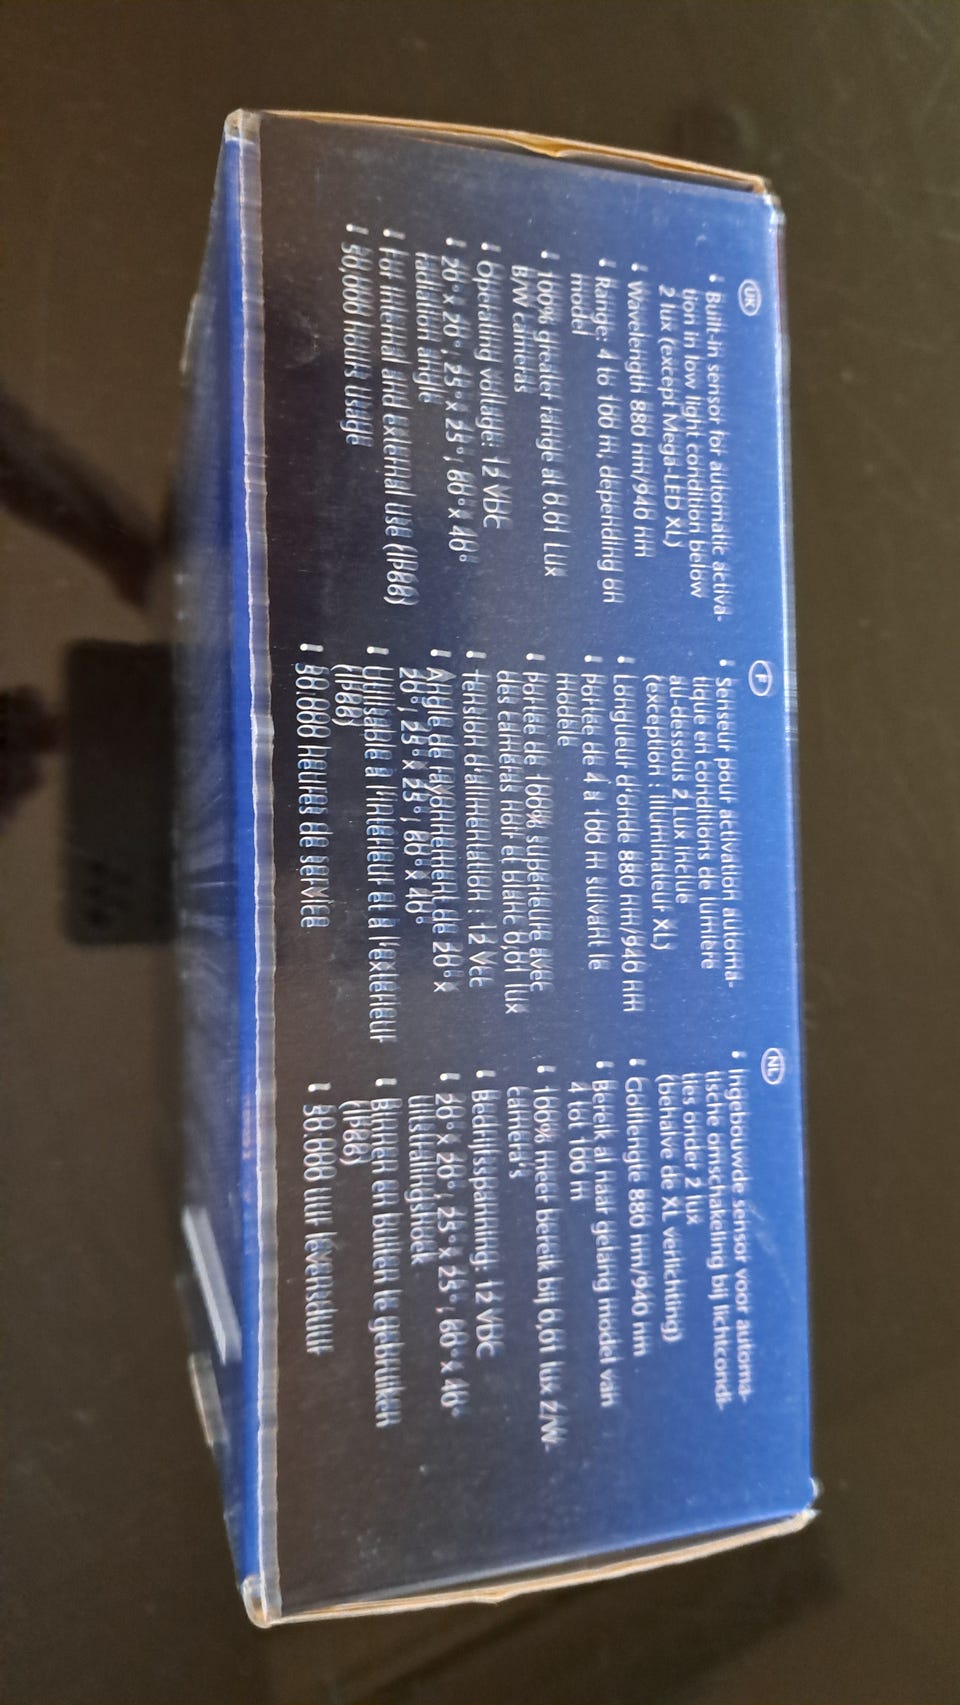 UK
Built-in sensor for automatic activa-
tion in low light condition below
2 lux (except Mega LED XL)
Wavelength 880 nm/940 nm
Range: 4 to 100 m, depending on
model
100% greater range at 0.01 Lux
B/W cameras
Operating voltage: 12 VDC
20° x 20°, 25° x 25°, 60° x 40°
radiation angle
For internal and external use (IP66)
50,000 hours usage
F
Senseur pour activation automa-
tique en conditions de lumière
au-dessous 2 Lux inclue
(exception : illuminateur XL)
Longueur d'onde 880 nm/940 nm
Portée de 4 à 100 m suivant le
modèle
Portée de 100% supérieure avec
des caméras noir et blanc 0,01 lux
Tension d'alimentation : 12 Vcc
Angle de rayonnement de 20° x
20°, 25° x 25°, 60° x 40°
Utilisable à l'intérieur et à l'extérieur
(IP66)
50.000 heures de service
NL
Ingebouwde sensor voor automa-
tische omschakeling bij lichtcondi-
ties onder 2 lux
(behalve de XL verlichting)
Golflengte 880 nm/940 nm
Bereik al naar gelang model van
4 tot 100 m
100% meer bereik bij 0,01 lux z/w-
camera's
Bedrijfsspanning: 12 VDC
20° x 20°, 25° x 25°, 60° x 40°
uitstralingshoek
Binnen en buiten te gebruiken
(IP66)
50.000 uur levensduur